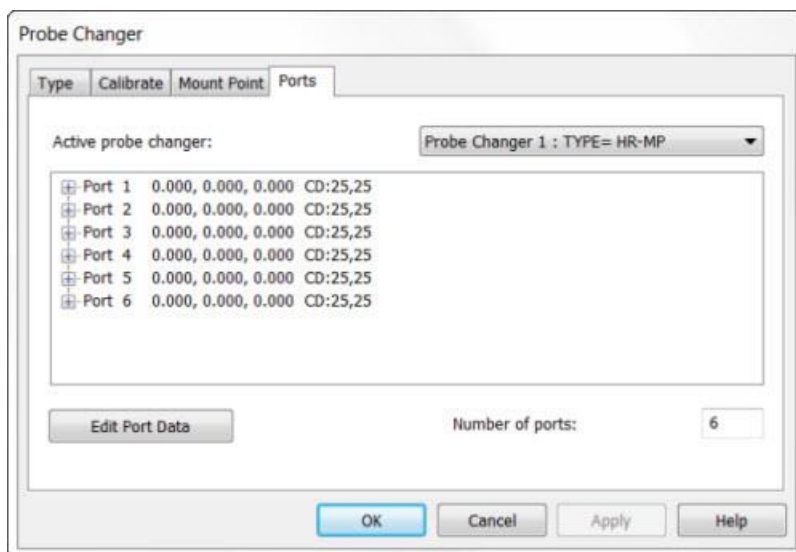 Probe Changer
Type Calibrate Mount Point Ports
Active probe changer: Probe Changer 1 : TYPE= HR-MP
Port 1 0.000, 0.000, 0.000 CD:25,25
Port 2 0.000, 0.000, 0.000 CD:25,25
Port 3 0.000, 0.000, 0.000 CD:25,25
Port 4 0.000, 0.000, 0.000 CD:25,25
Port 5 0.000, 0.000, 0.000 CD:25,25
Port 6 0.000, 0.000, 0.000 CD:25,25
Edit Port Data Number of ports: 6
OK Cancel Apply Help